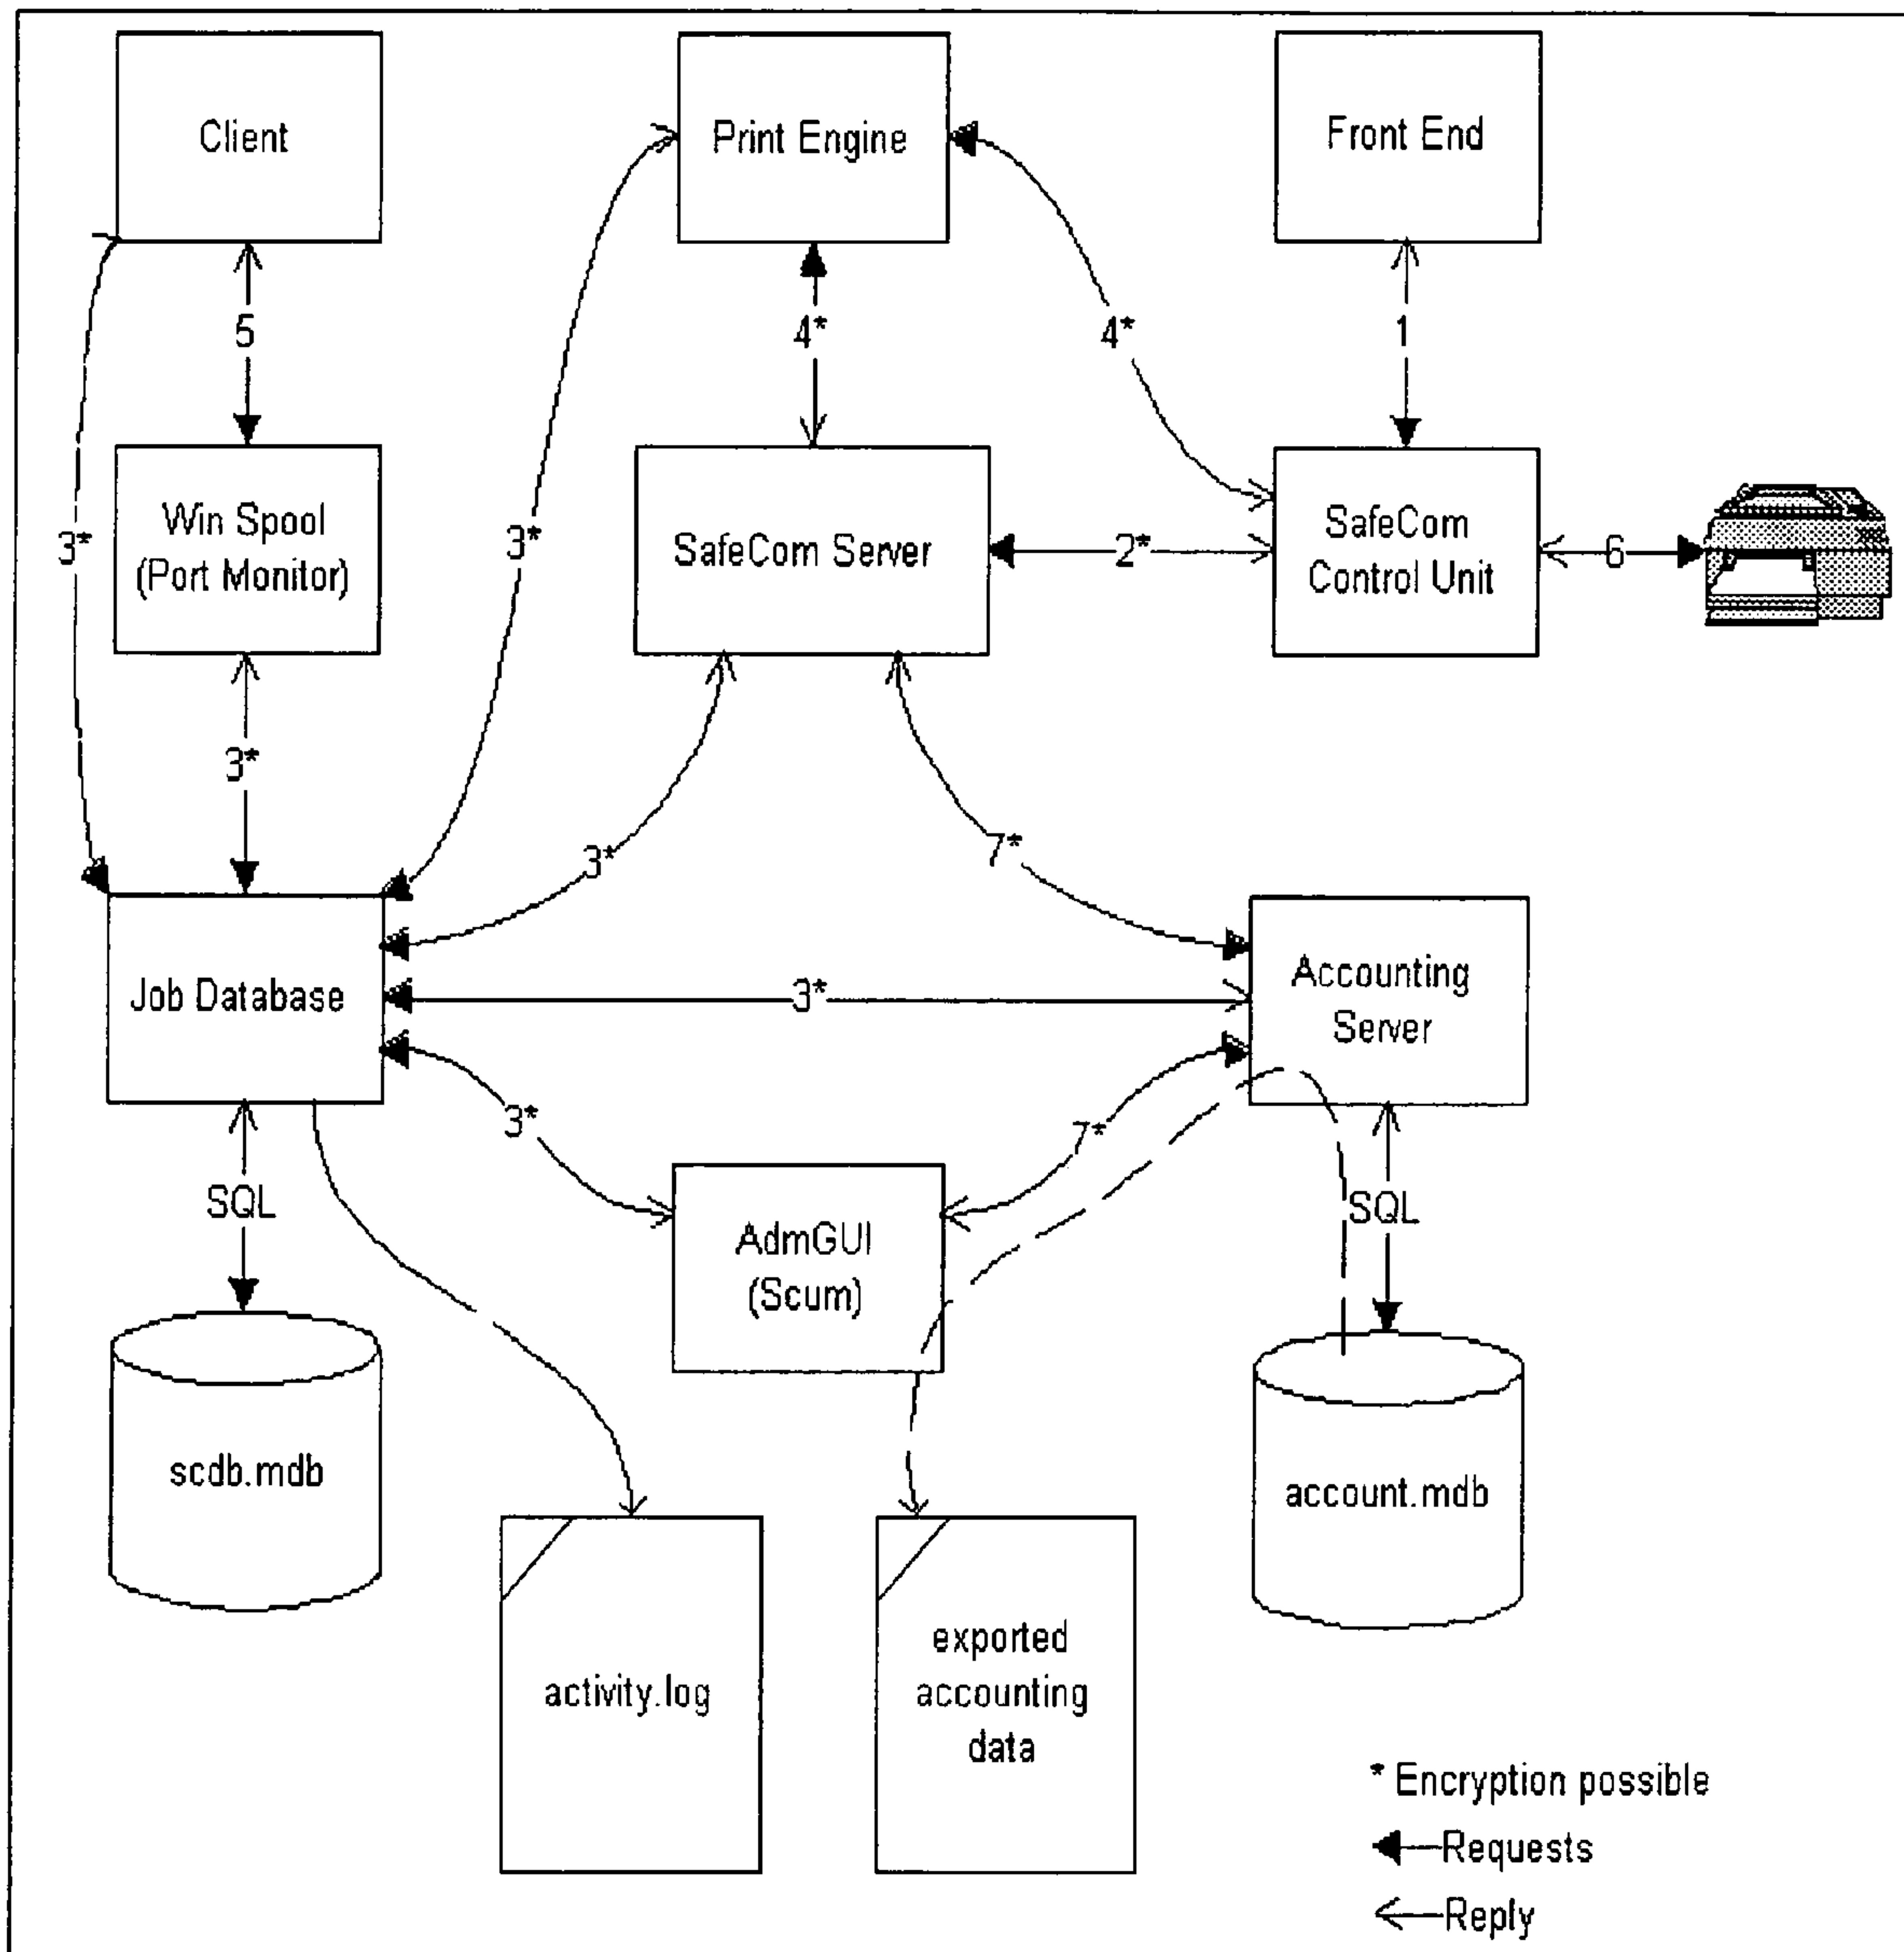 Client
Print Engine
Front End
5
4*
4*
1
3*
Win Spool
(Port Monitor)
3*
SafeCom Server
2*
SafeCom
Control Unit
6
3*
3*
7*
Job Database
3*
Accounting
Server
3*
7*
SQL
AdmGUI
(Scum)
SQL
scdb.mdb
account.mdb
activity.log
exported
accounting
data
* Encryption possible
Requests
Reply